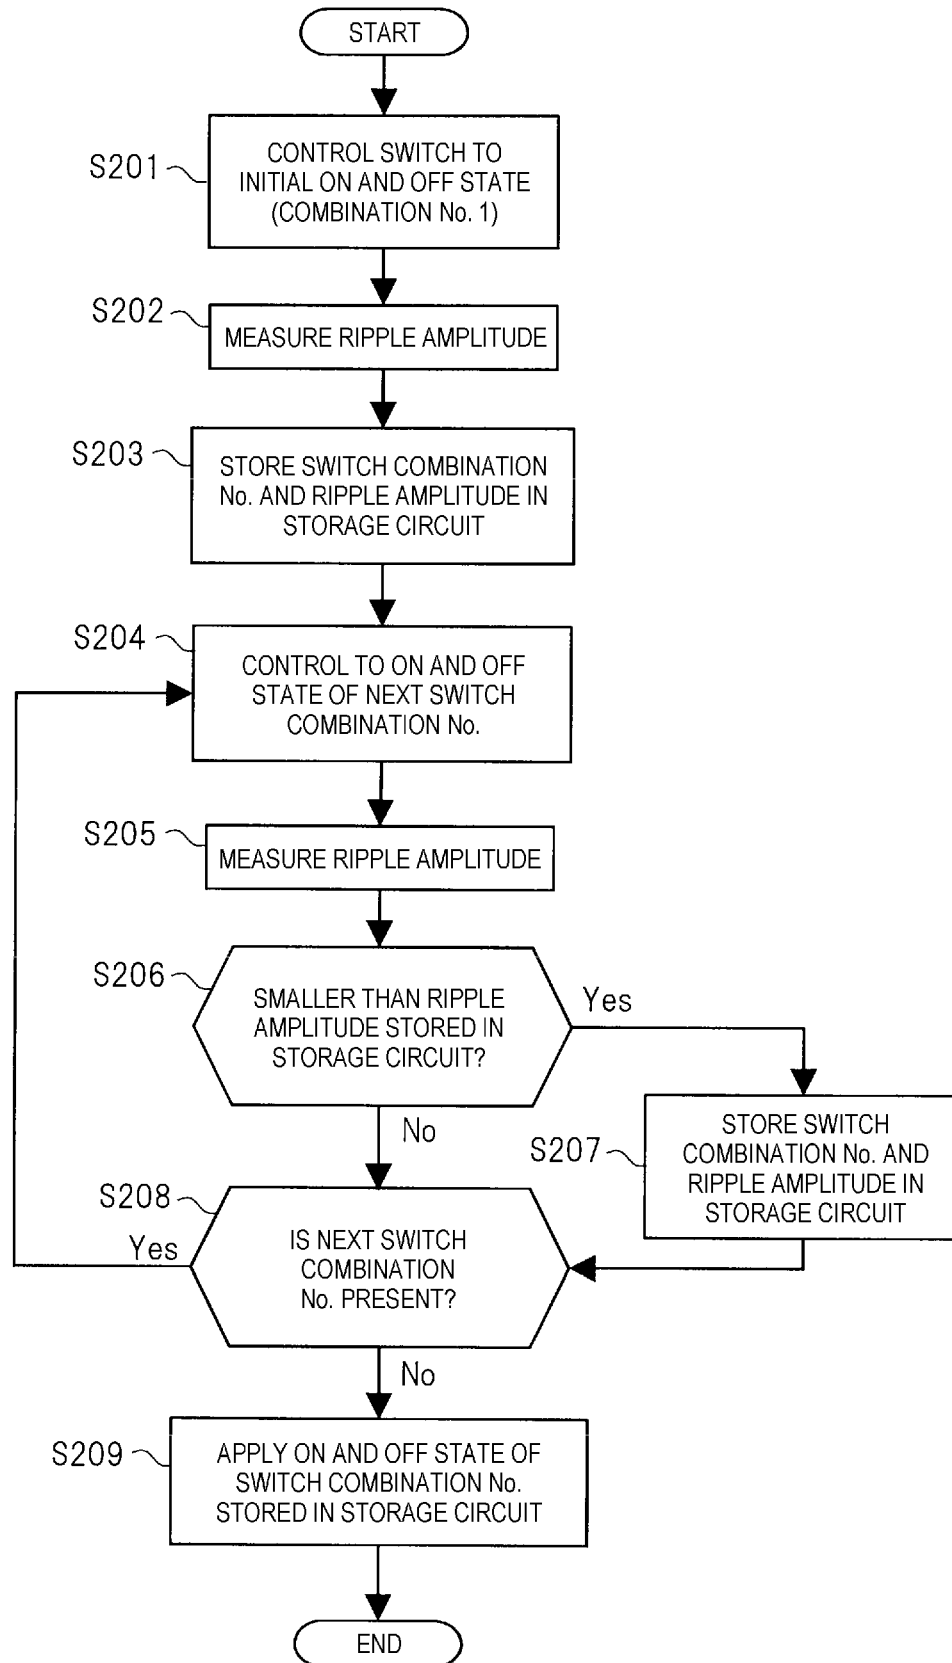 START
S201
CONTROL SWITCH TO
INITIAL ON AND OFF STATE
(COMBINATION No. 1)
S202
MEASURE RIPPLE AMPLITUDE
S203
STORE SWITCH COMBINATION
No. AND RIPPLE AMPLITUDE IN
STORAGE CIRCUIT
S204
CONTROL TO ON AND OFF
STATE OF NEXT SWITCH
COMBINATION No.
S205
MEASURE RIPPLE AMPLITUDE
S206
SMALLER THAN RIPPLE
AMPLITUDE STORED IN
STORAGE CIRCUIT?
Yes
No
S207
STORE SWITCH
COMBINATION No. AND
RIPPLE AMPLITUDE IN
STORAGE CIRCUIT
S208
Yes
IS NEXT SWITCH
COMBINATION
No. PRESENT?
No
S209
APPLY ON AND OFF STATE OF
SWITCH COMBINATION No.
STORED IN STORAGE CIRCUIT
END